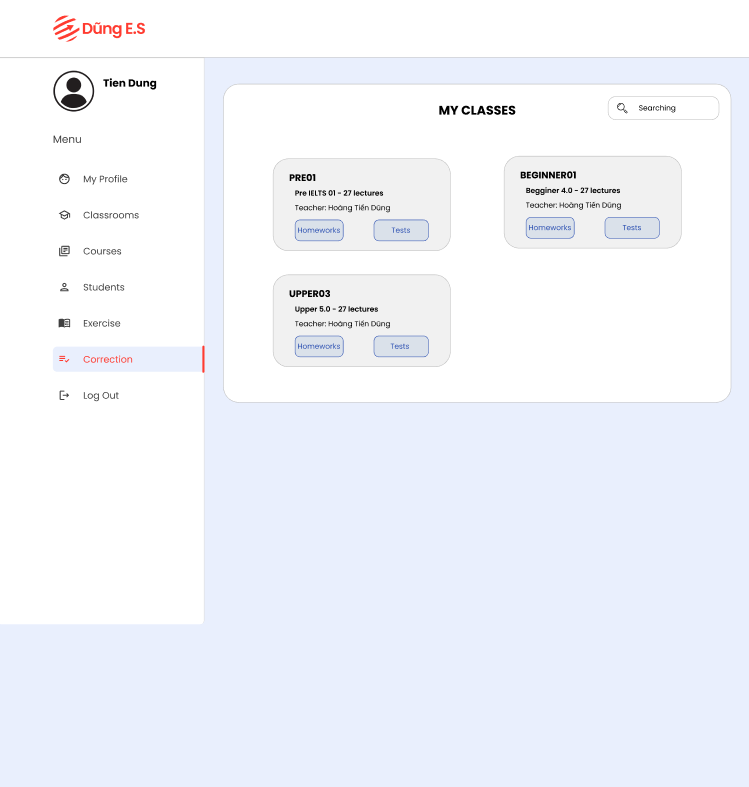 Dũng E.S
Tien Dung
Menu
My Profile
Classrooms
Courses
Students
Exercise
Correction
Log Out
MY CLASSES
Searching
PRE01
Pre IELTS 01 - 27 lectures
Teacher: Hoàng Tiến Dũng
Homeworks
Tests
BEGINNER01
Begginer 4.0 - 27 lectures
Teacher: Hoàng Tiến Dũng
Homeworks
Tests
UPPER03
Upper 5.0 - 27 lectures
Teacher: Hoàng Tiến Dũng
Homeworks
Tests